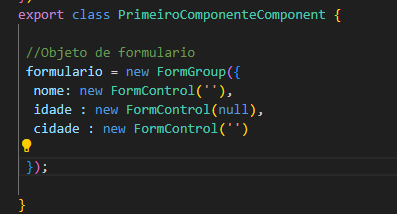 export class PrimeiroComponenteComponent {
//Objeto de formulario
formulario = new FormGroup({
nome: new FormControl(''),
idade : new FormControl(null),
cidade : new FormControl('')
});
}